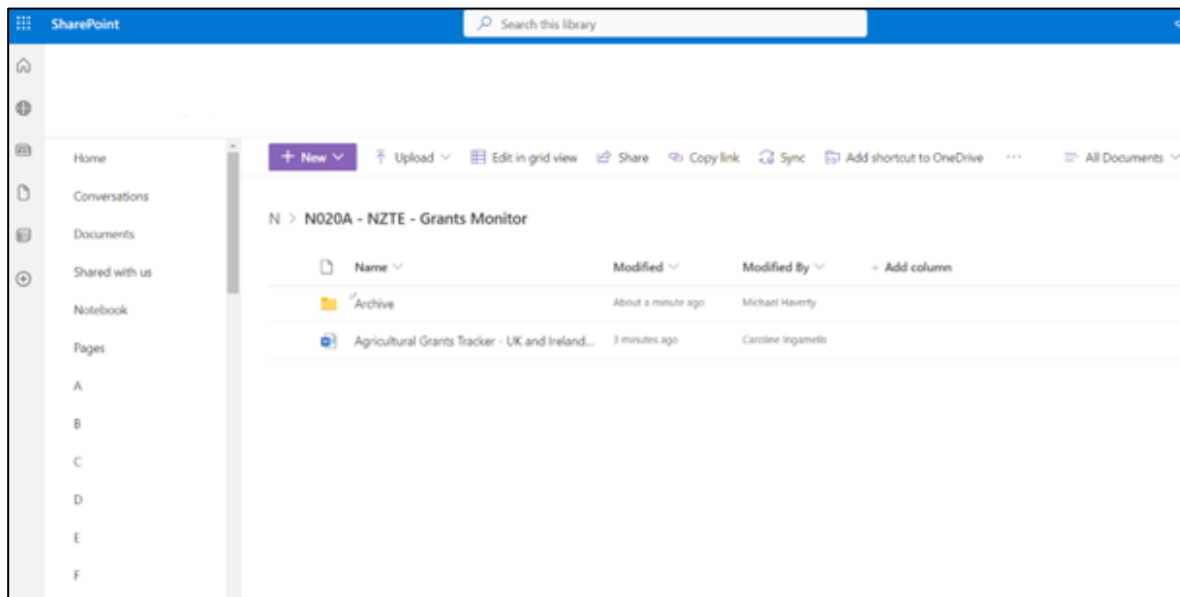 SharePoint
Search this library
Home
Conversations
Documents
Shared with us
Notebook
Pages
A
B
C
D
E
F
+ New
Upload
Edit in grid view
Share
Copy link
Sync
Add shortcut to OneDrive
...
All Documents
N > N020A - NZTE - Grants Monitor
Name Modified Modified By + Add column
Archive About a minute ago Michael Haverty
Agricultural Grants Tracker - UK and Ireland... 3 minutes ago Caroline Ingamells